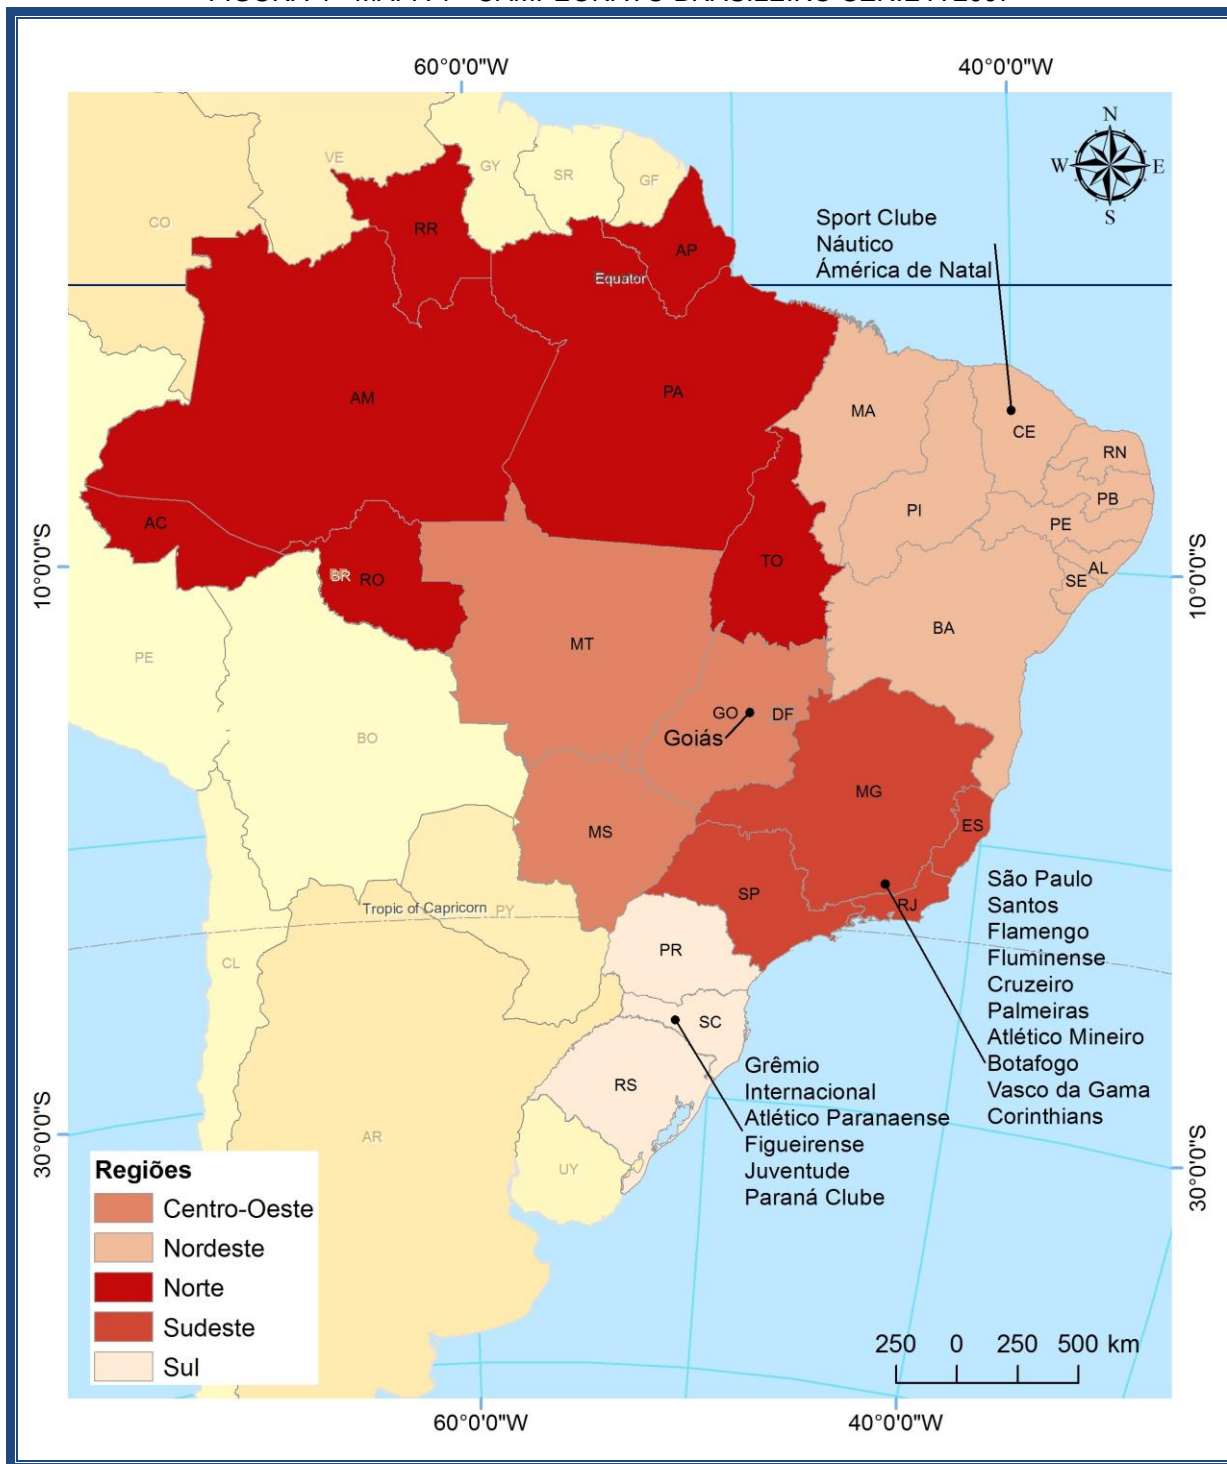 60°0'0"W 40°0'0"W
N
W E
S
VE
GY
SR
GF
CO
RR
AP
Equator
Sport Clube
Náutico
Ámérica de Natal
AM
PA
MA
CE
RN
PB
PI
PE
AL
SE
AC
BR
RO
TO
BA
10°0'0"S
10°0'0"S
PE
MT
GO
DF
Goiás
BO
MG
MS
ES
SP
RJ
Tropic of Capricorn
PY
PR
CL
SC
RS
AR
UY
São Paulo
Santos
Flamengo
Fluminense
Cruzeiro
Palmeiras
Atlético Mineiro
Botafogo
Vasco da Gama
Corinthians
Grêmio
Internacional
Atlético Paranaense
Figueirense
Juventude
Paraná Clube
30°0'0"S
30°0'0"S
Regiões
Centro-Oeste
Nordeste
Norte
Sudeste
Sul
250 0 250 500 km
60°0'0"W 40°0'0"W